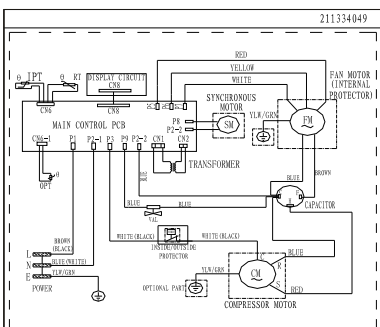 211334049
RED
YELLOW
WHITE
FAN MOTOR
(INTERNAL
PROTECTOR)
θ IPT
θ RT
DISPLAY CIRCUIT
CN8
CN6
CN8
SYNCHRONOUS
MOTOR
P8
P2-2
SM
YLW/GRN
FM
MAIN CONTROL PCB
CN6-1
P1
P2-1
P3
P9
P2-2
CN1
CN2
TRANSFORMER
θ
OPT
BLUE
BROWN
BLUE
BLUE
VAL
CAPACITOR
WHITE(BLACK)
WHITE(BLACK)
INSIDE/OUTSIDE
PROTECTOR
BROWN
(BLACK)
L
N
BLUE(WHITE)
E
YLW/GRN
POWER
YLW/GRN
OPTIONAL PART
C
R
S
CM
BLUE
RED
COMPRESSOR MOTOR